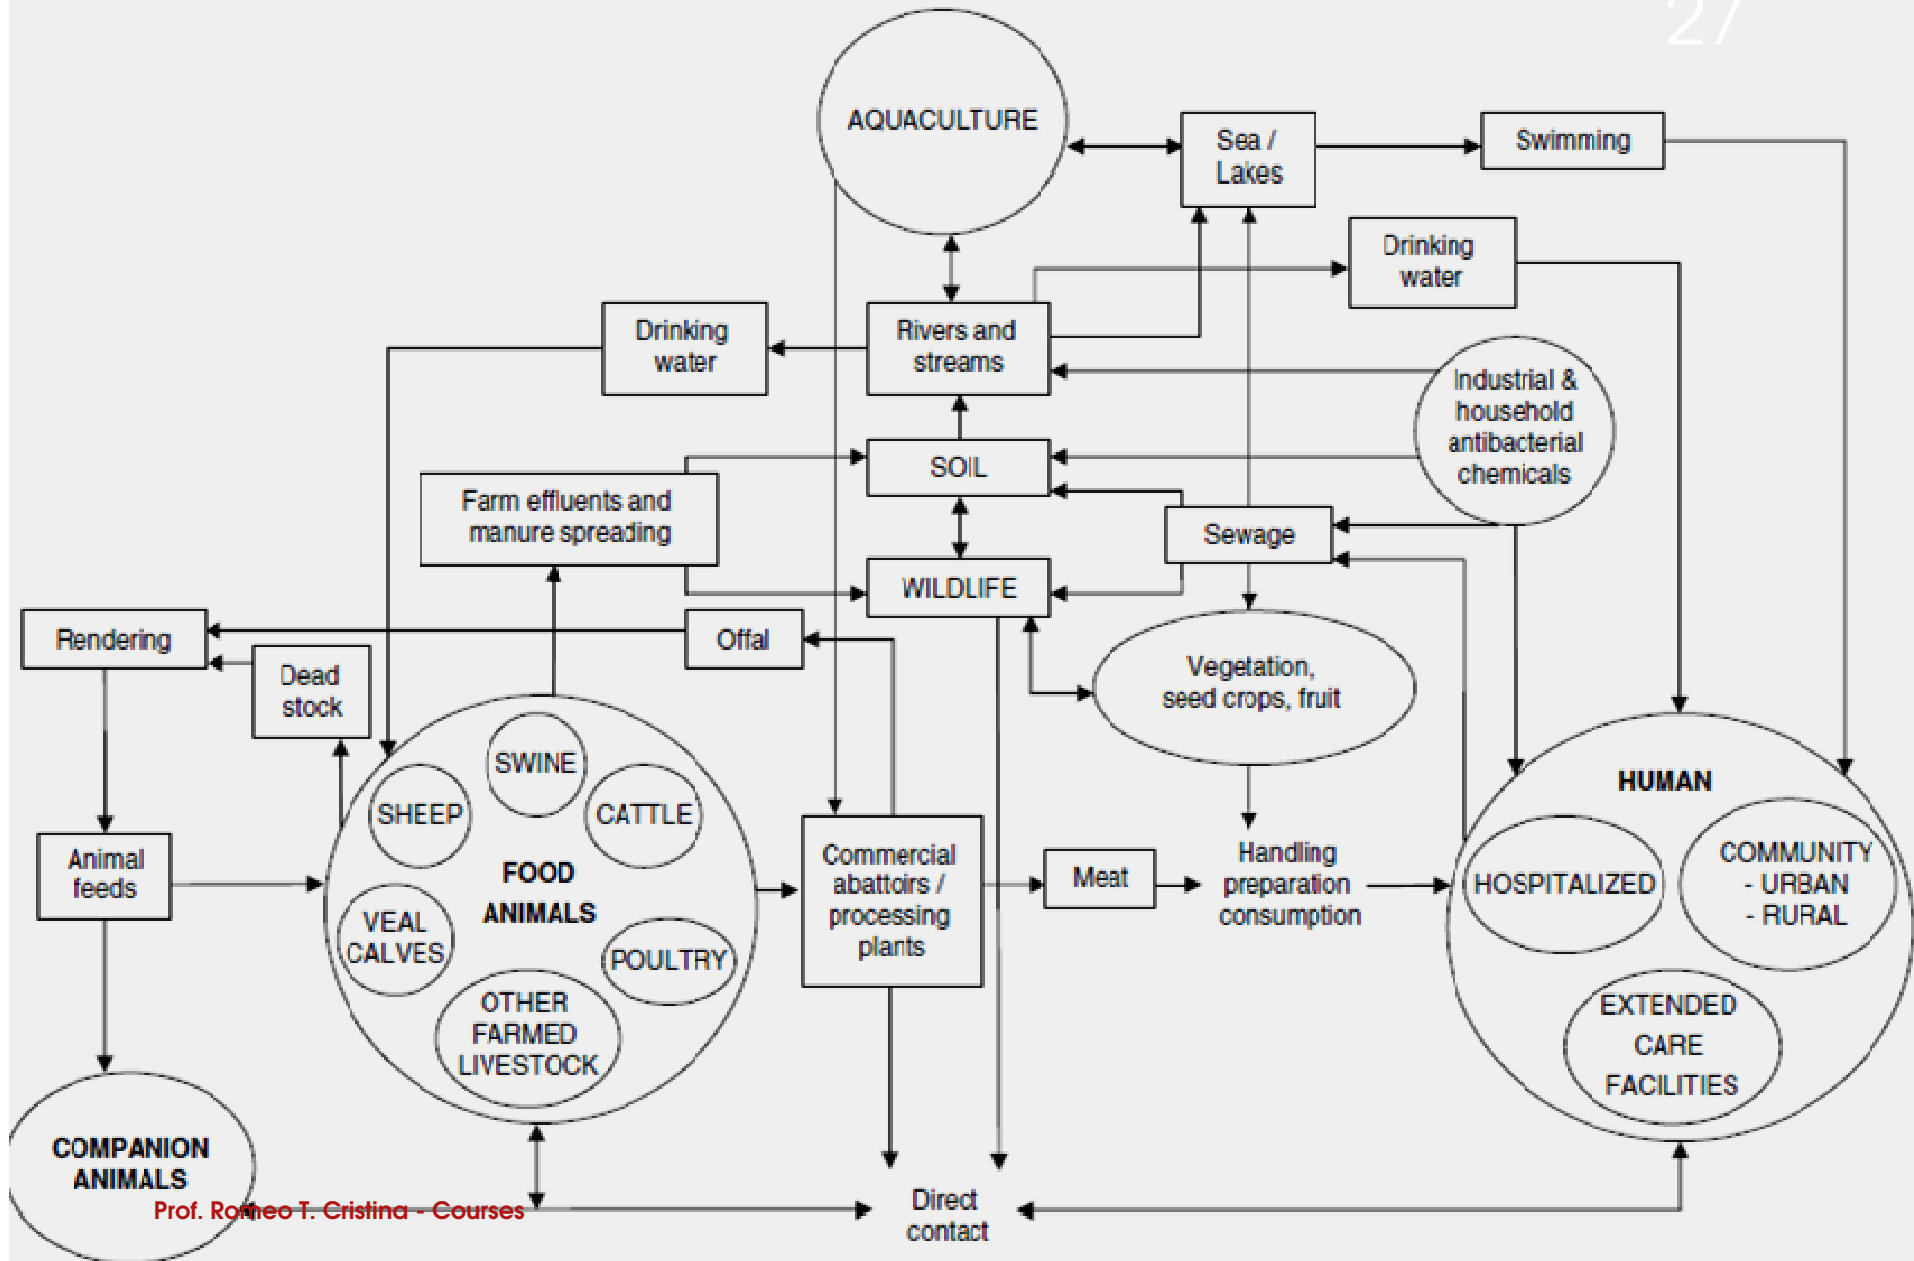 27
AQUACULTURE
Sea /
Lakes
Swimming
Drinking
water
Drinking
water
Rivers and
streams
Industrial &
household
antibacterial
chemicals
SOIL
Farm effluents and
manure spreading
Sewage
WILDLIFE
Rendering
Offal
Dead
stock
Vegetation,
seed crops, fruit
SWINE
SHEEP
CATTLE
FOOD
ANIMALS
VEAL
CALVES
POULTRY
OTHER
FARMED
LIVESTOCK
Animal
feeds
Commercial
abattoirs /
processing
plants
Meat
Handling
preparation
consumption
HUMAN
HOSPITALIZED
COMMUNITY
- URBAN
- RURAL
EXTENDED
CARE
FACILITIES
COMPANION
ANIMALS
Prof. Romeo T. Cristina - Courses
Direct
contact